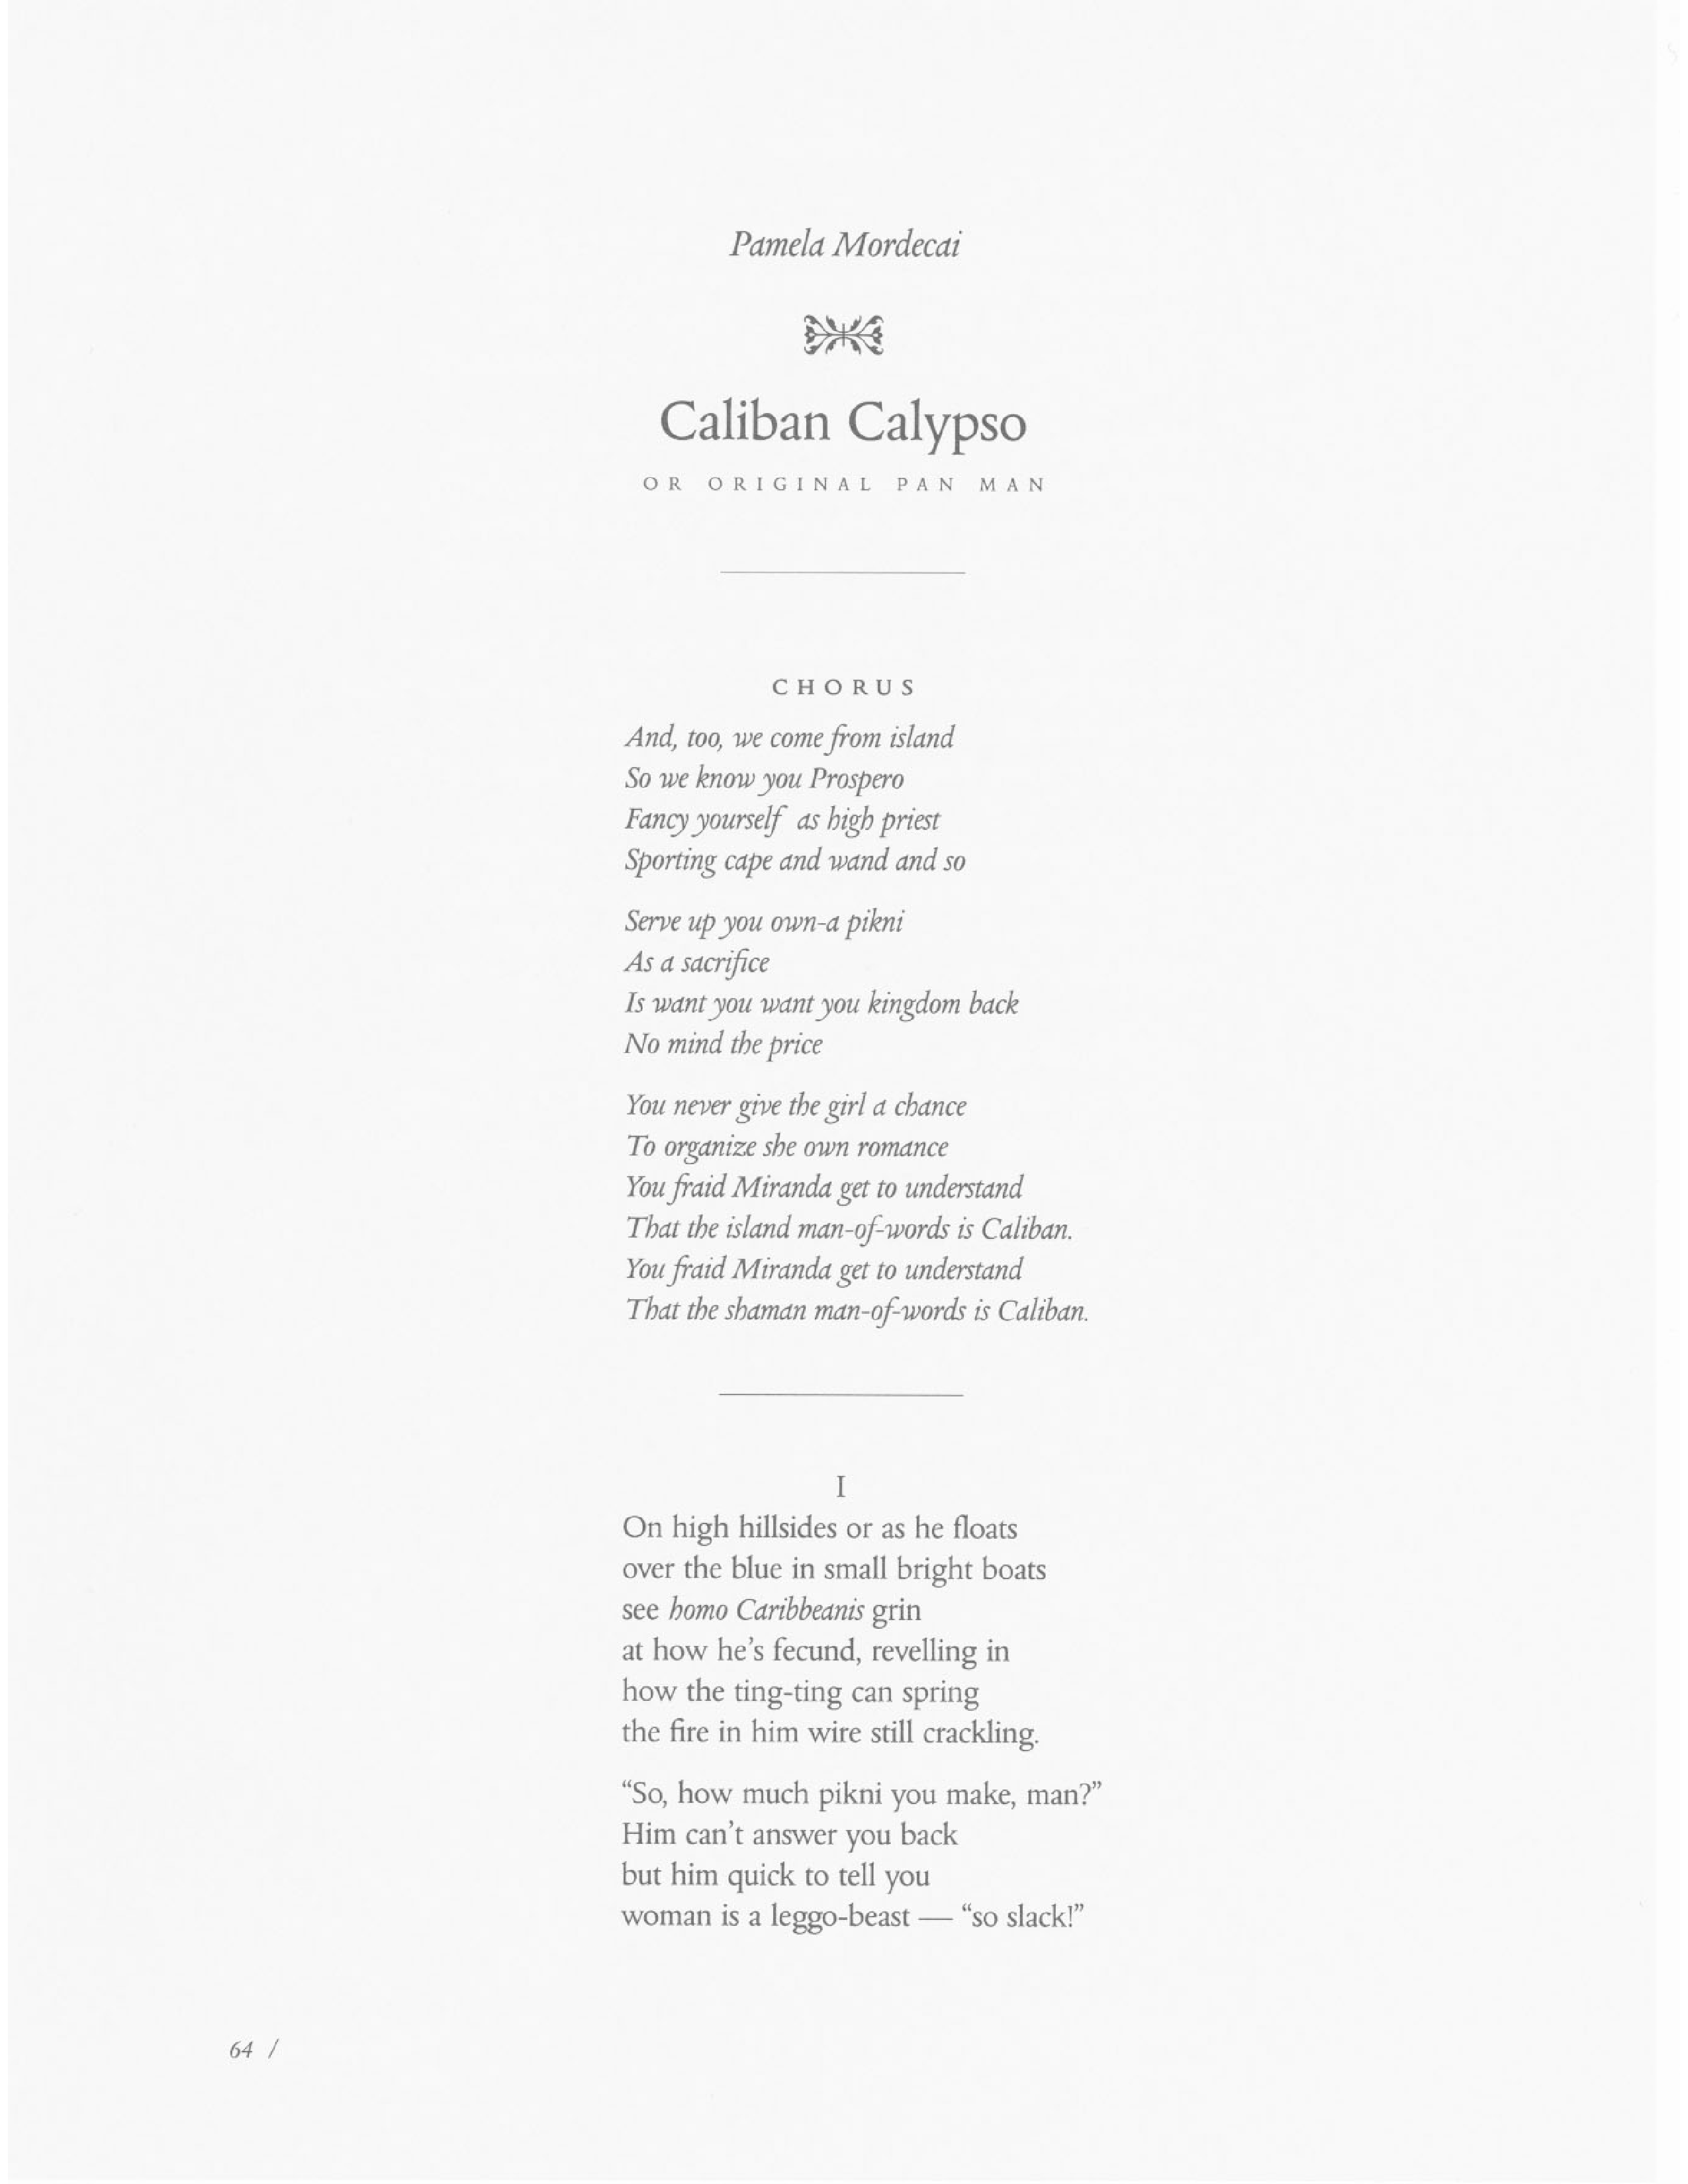 Pamela Mordecai
Caliban Calypso
OR ORIGINAL PAN MAN
CHORUS
And, too, we come from island
So we know you Prospero
Fancy yourself as high priest
Sporting cape and wand and so
Serve up you own-a pikni
As a sacrifice
Is want you want you kingdom back
No mind the price
You never give the girl a chance
To organize she own romance
You fraid Miranda get to understand
That the island man-of-words is Caliban.
You fraid Miranda get to understand
That the shaman man-of-words is Caliban.
I
On high hillsides or as he floats
over the blue in small bright boats
see homo Caribbeanis grin
at how he's fecund, revelling in
how the ting-ting can spring
the fire in him wire still crackling.
“So, how much pikni you make, man?”
Him can't answer you back
but him quick to tell you
woman is a leggo-beast — “so slack!”
64 /